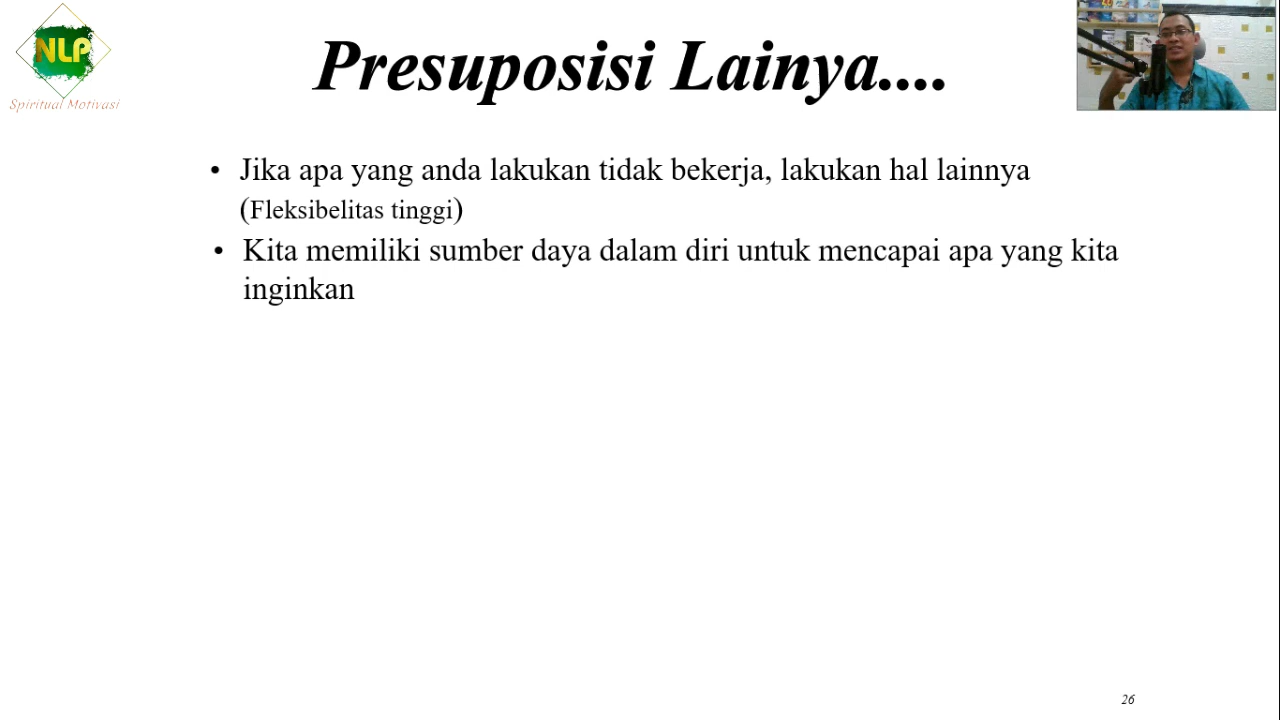 NLP
Spiritual Motivasi
Presuposisi Lainya....
• Jika apa yang anda lakukan tidak bekerja, lakukan hal lainnya
(Fleksibelitas tinggi)
• Kita memiliki sumber daya dalam diri untuk mencapai apa yang kita
inginkan
26